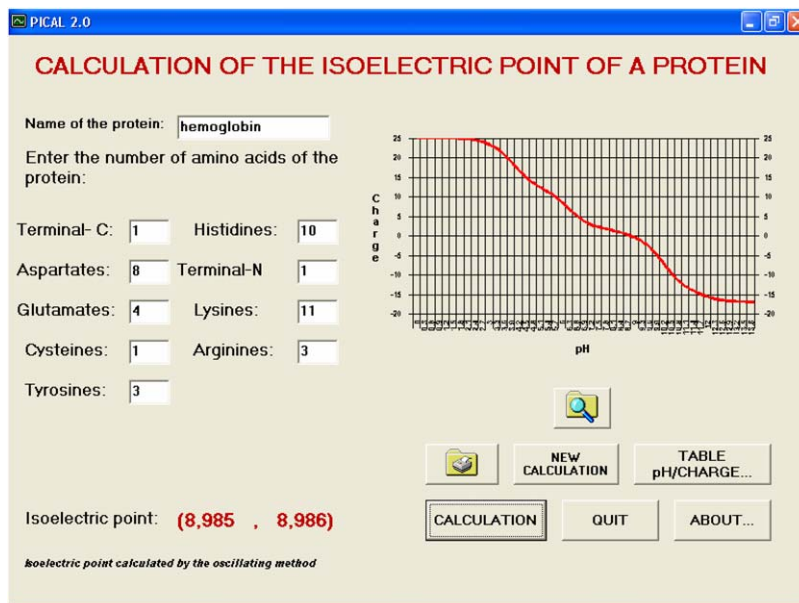 PICAL 2.0
CALCULATION OF THE ISOELECTRIC POINT OF A PROTEIN
Name of the protein: hemoglobin
Enter the number of amino acids of the
protein:
Terminal- C: 1 Histidines: 10
Aspartates: 8 Terminal-N 1
Glutamates: 4 Lysines: 11
Cysteines: 1 Arginines: 3
Tyrosines: 3
Charge
25 25
20 20
15 15
10 10
5 5
0 0
-5 -5
-10 -10
-15 -15
-20 -20
pH
NEW
CALCULATION
TABLE
pH/CHARGE...
Isoelectric point: (8,985 , 8,986)
CALCULATION QUIT ABOUT...
Isoelectric point calculated by the oscillating method